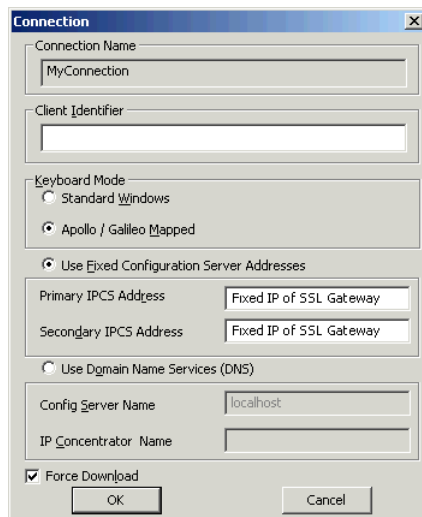 Connection
Connection Name
MyConnection
Client Identifier
Keyboard Mode
Standard Windows
Apollo / Galileo Mapped
Use Fixed Configuration Server Addresses
Primary IPCS Address Fixed IP of SSL Gateway
Secondary IPCS Address Fixed IP of SSL Gateway
Use Domain Name Services (DNS)
Config Server Name localhost
IP Concentrator Name
Force Download
OK Cancel